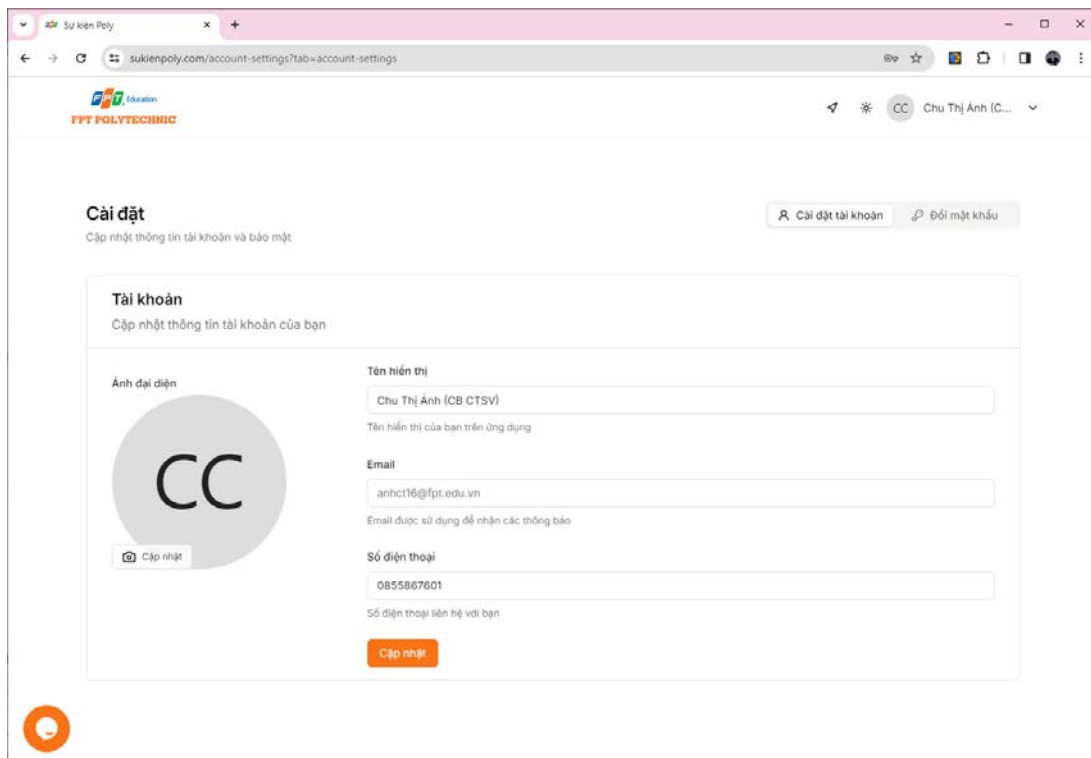 Sự kiện Poly
sukienpoly.com/account-settings?tab=account-settings
FPT Education
FPT POLYTECHNIC
CC Chu Thị Ánh (C...
Cài đặt
Cập nhật thông tin tài khoản và bảo mật
Cài đặt tài khoản Đổi mật khẩu
Tài khoản
Cập nhật thông tin tài khoản của bạn
Ảnh đại diện
CC
Cập nhật
Tên hiển thị
Chu Thị Ánh (CB CTSV)
Tên hiển thị của bạn trên ứng dụng
Email
anhct16@fpt.edu.vn
Email được sử dụng để nhận các thông báo
Số điện thoại
0855867601
Số điện thoại liên hệ với bạn
Cập nhật